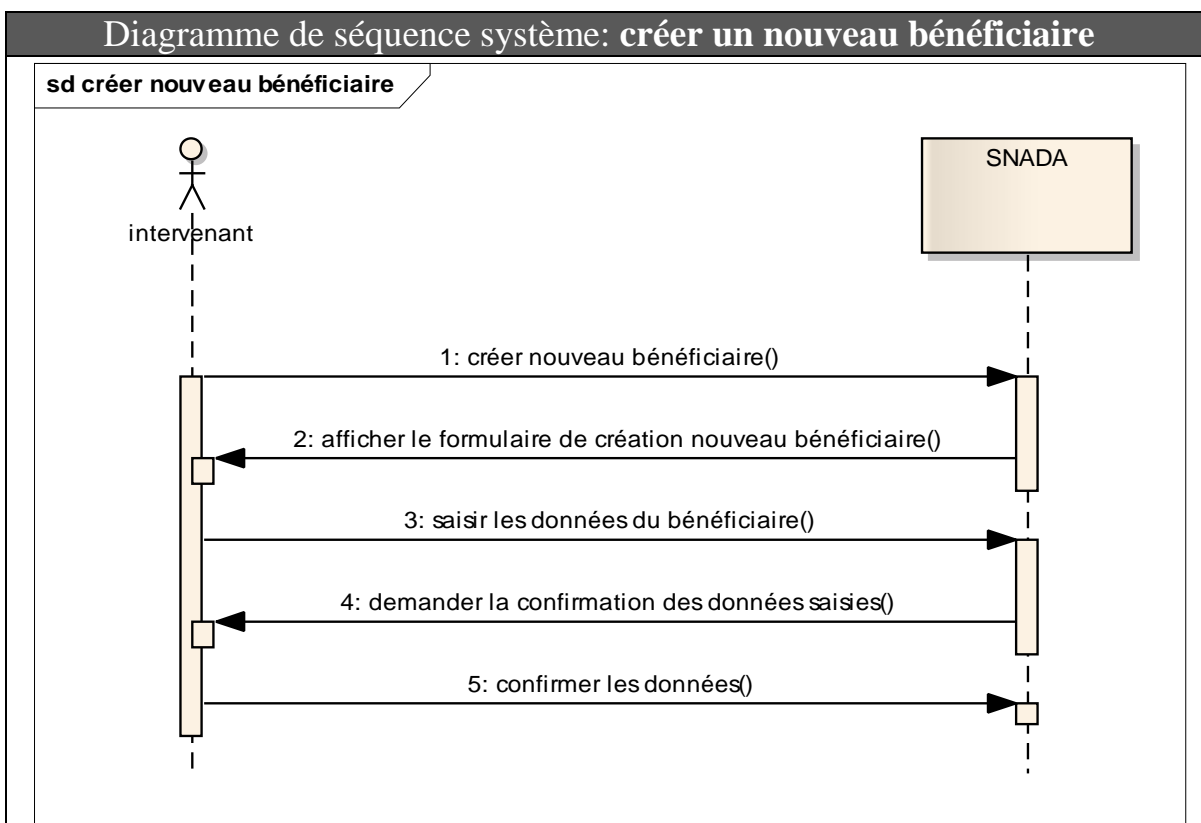 Diagramme de séquence système: créer un nouveau bénéficiaire
sd créer nouveau bénéficiaire
SNADA
intervenant
1: créer nouveau bénéficiaire()
2: afficher le formulaire de création nouveau bénéficiaire()
3: saisir les données du bénéficiaire()
4: demander la confirmation des données saisies()
5: confirmer les données()